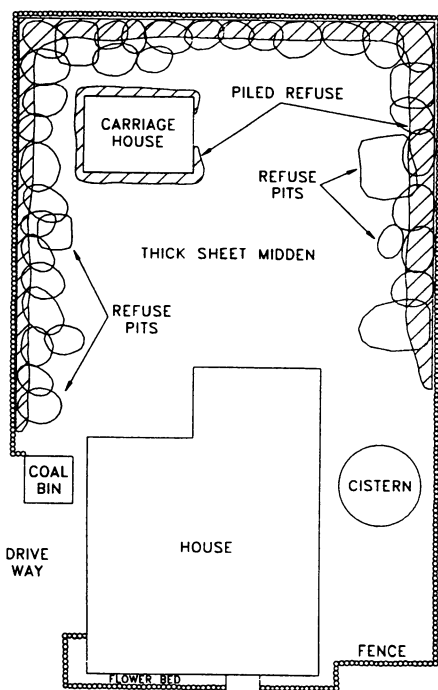 PILED REFUSE
CARRIAGE
HOUSE
REFUSE
PITS
THICK SHEET MIDDEN
REFUSE
PITS
COAL
BIN
CISTERN
HOUSE
DRIVE
WAY
FENCE
FLOWER BED